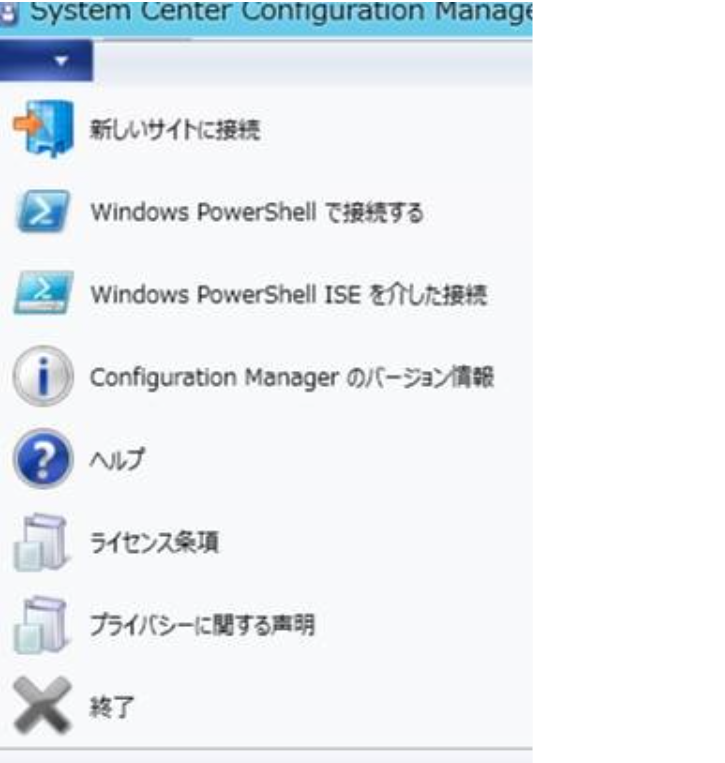 System Center Configuration Manage
新しいサイトに接続
Windows PowerShell で接続する
Windows PowerShell ISE を介した接続
Configuration Manager のバージョン情報
ヘルプ
ライセンス条項
プライバシーに関する声明
終了